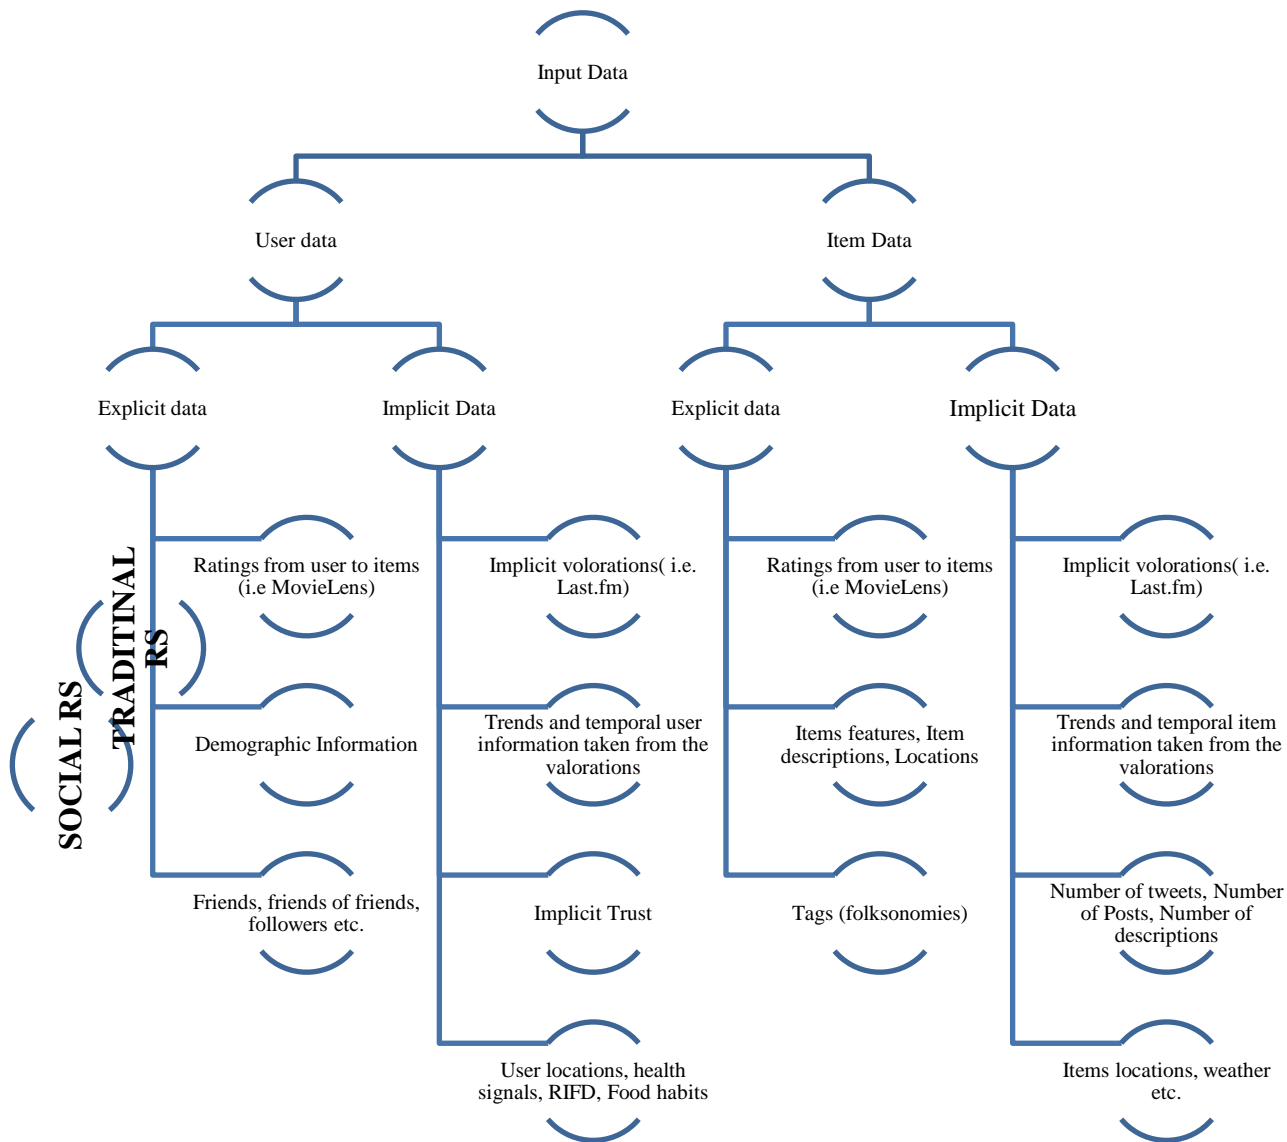 Input Data
User data
Item Data
Explicit data
Implicit Data
Explicit data
Implicit Data
Ratings from user to items
(i.e MovieLens)
Implicit volorations( i.e.
Last.fm)
Ratings from user to items
(i.e MovieLens)
Implicit volorations( i.e.
Last.fm)
TRADITINAL
RS
SOCIAL RS
Demographic Information
Trends and temporal user
information taken from the
valorations
Items features, Item
descriptions, Locations
Trends and temporal item
information taken from the
valorations
Friends, friends of friends,
followers etc.
Implicit Trust
Tags (folksonomies)
Number of tweets, Number
of Posts, Number of
descriptions
User locations, health
signals, RIFD, Food habits
Items locations, weather
etc.